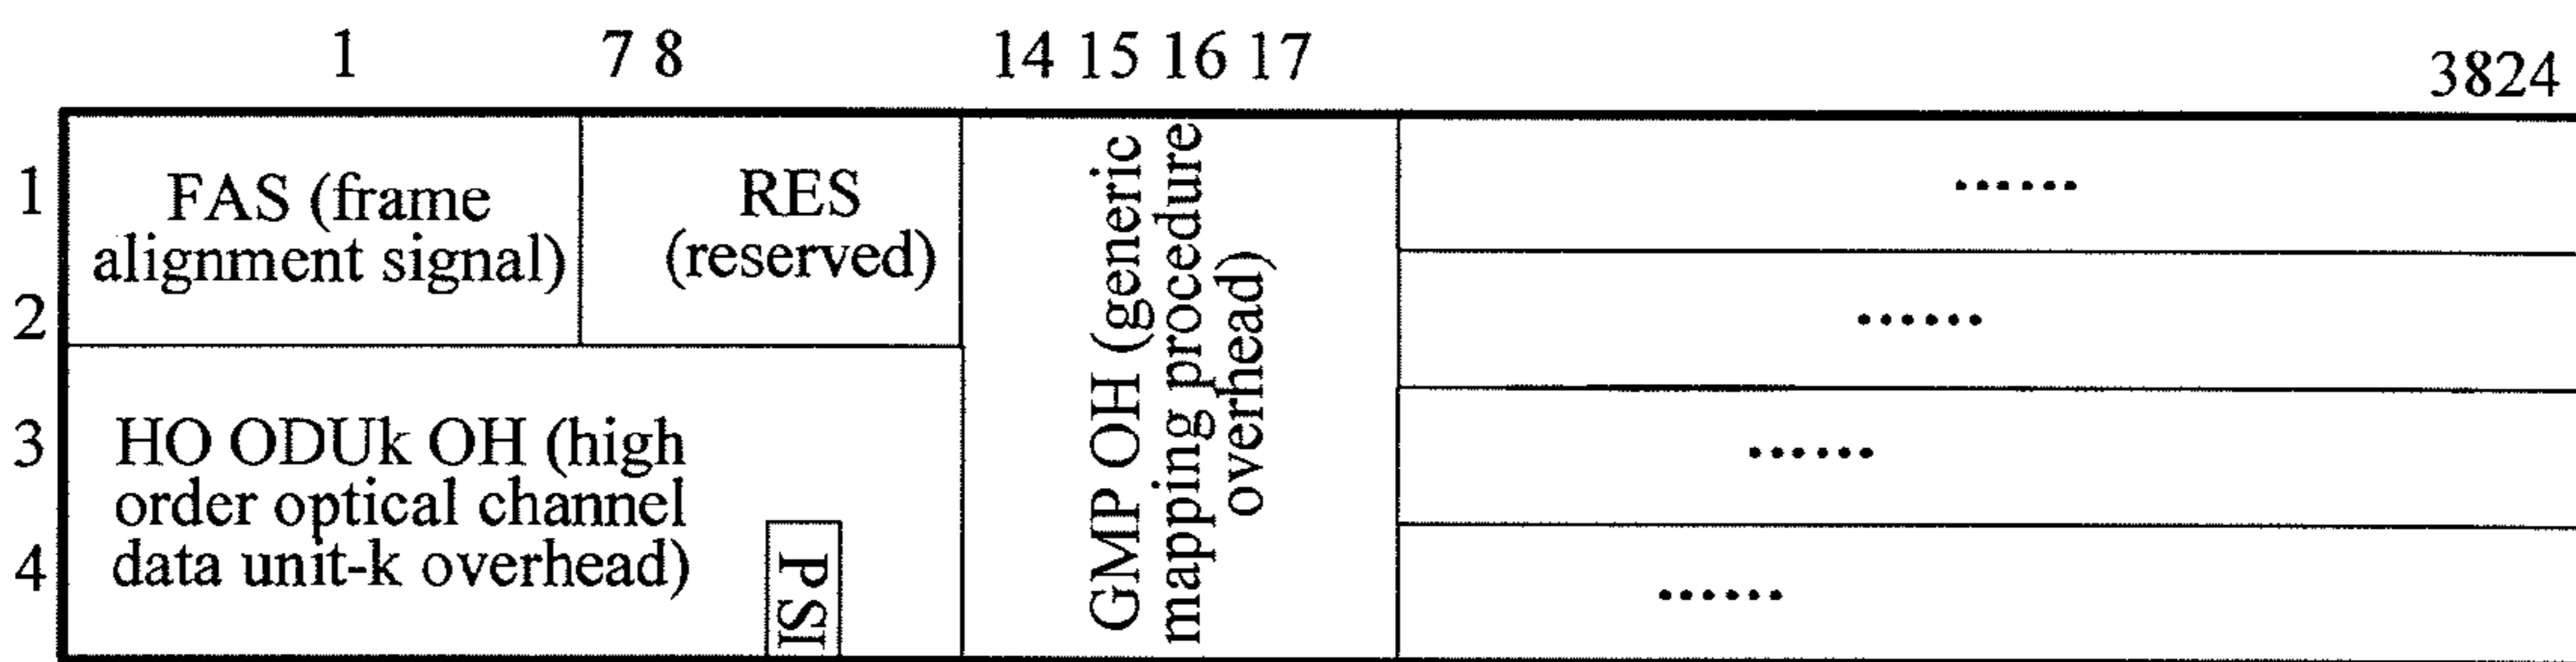 1 7 8 14 15 16 17 3824
1
2
3
4
FAS (frame
alignment signal)
RES
(reserved)
HO ODUk OH (high
order optical channel
data unit-k overhead)
PSI
GMP OH (generic
mapping procedure
overhead)
......
......
......
......